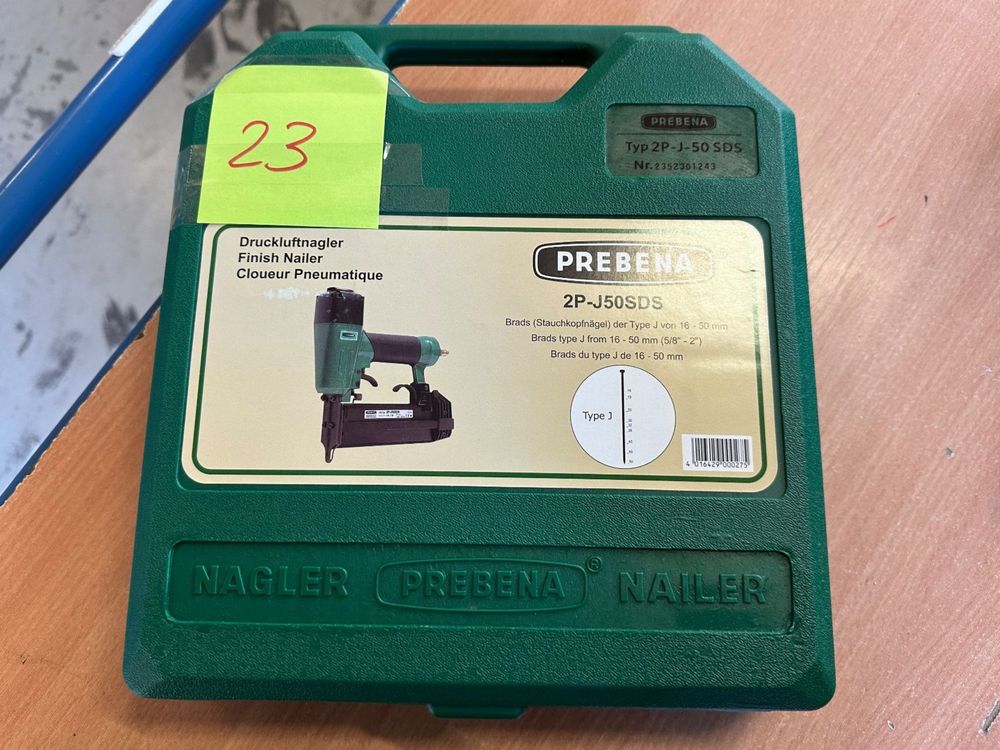 23
PREBENA
Typ 2P-J-50 SDS
Nr. 2352301243
Druckluftnagler
Finish Nailer
Cloueur Pneumatique
PREBENA
2P-J50SDS
Brads (Stauchkopfnägel) der Type J von 16 - 50 mm
Brads type J from 16 - 50 mm (5/8" - 2")
Brads du type J de 16 - 50 mm
Type J
4 016429 000275
NAGLER PREBENA® NAILER